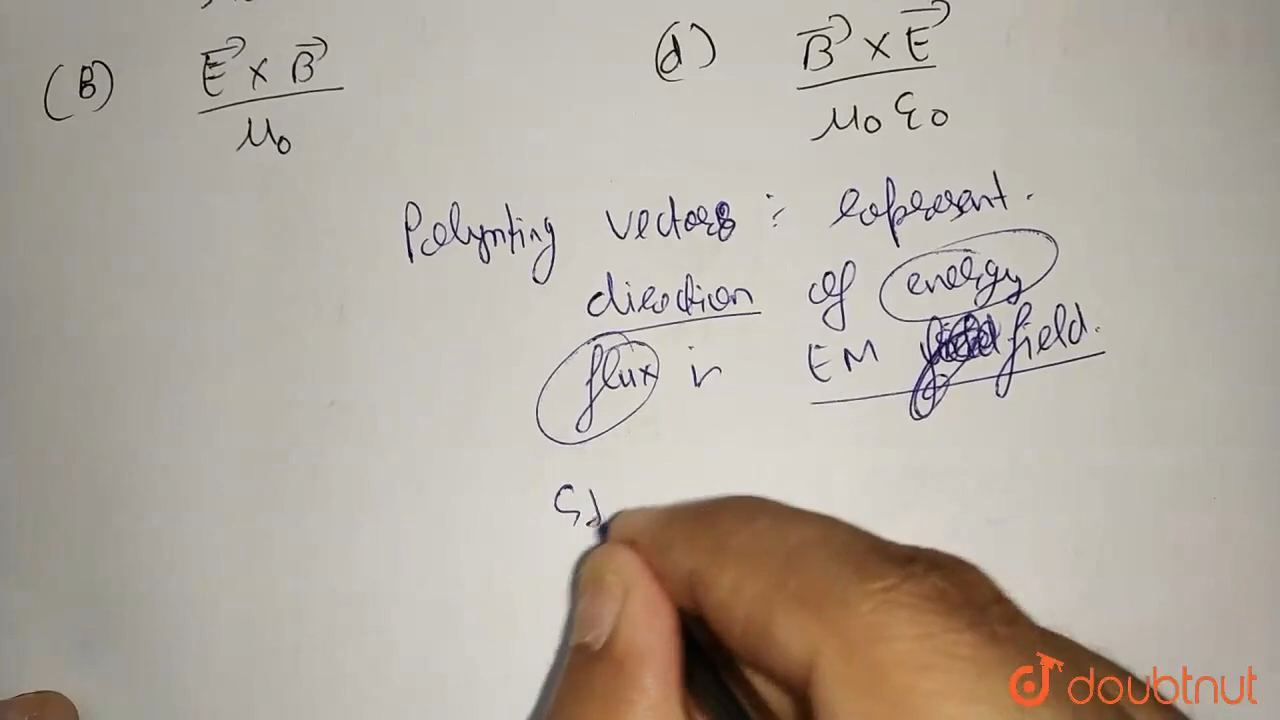 (B) E⃗ × B⃗ / μ₀
(d) B⃗ × E⃗ / μ₀ ε₀
Polynting vectors : represent.
direction of energy
flux in EM field.
doubtnut